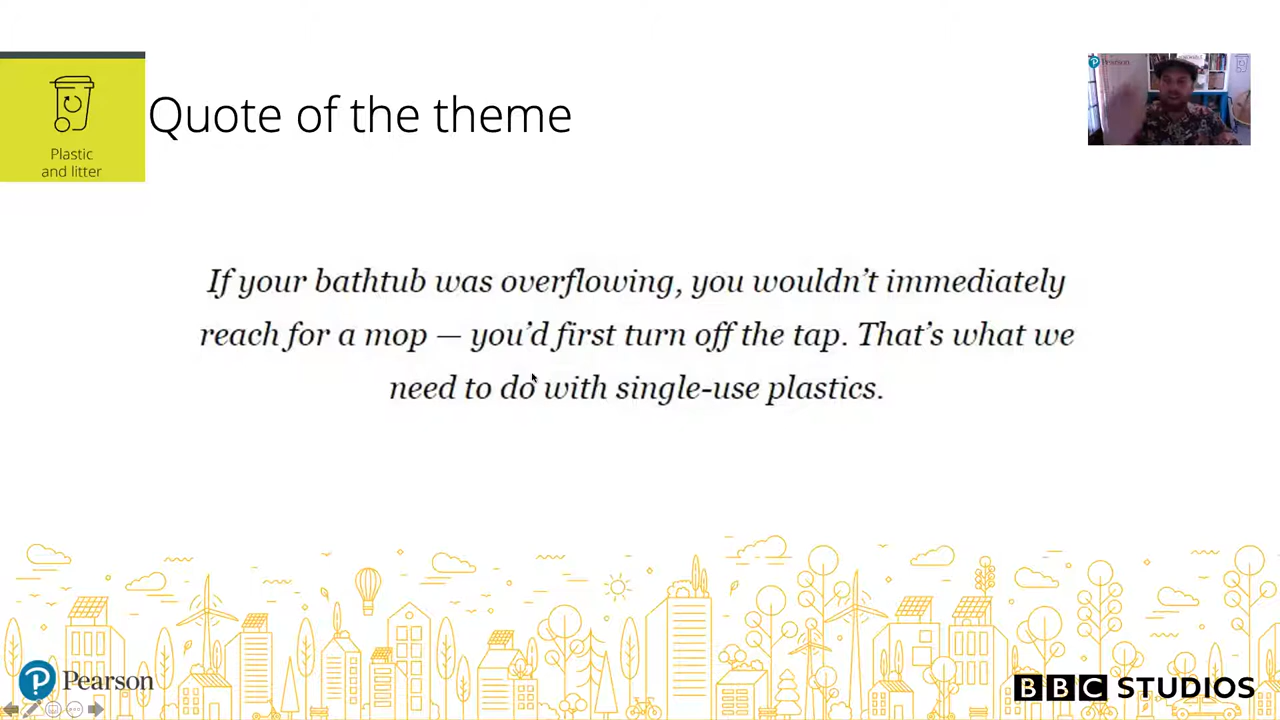 Plastic
and litter
Quote of the theme
Pearson
If your bathtub was overflowing, you wouldn’t immediately
reach for a mop — you’d first turn off the tap. That’s what we
need to do with single-use plastics.
Pearson
BBC STUDIOS